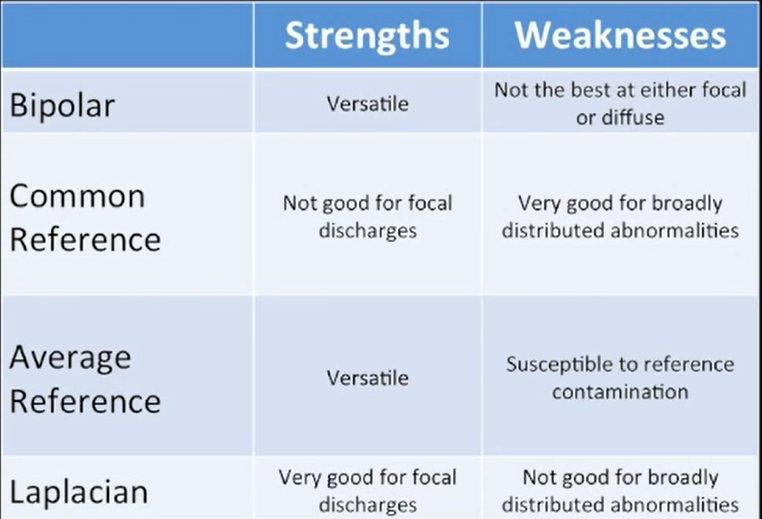 Strengths Weaknesses
Bipolar
Versatile
Not the best at either focal
or diffuse
Common
Reference
Not good for focal
discharges
Very good for broadly
distributed abnormalities
Average
Reference
Versatile
Susceptible to reference
contamination
Laplacian
Very good for focal
discharges
Not good for broadly
distributed abnormalities